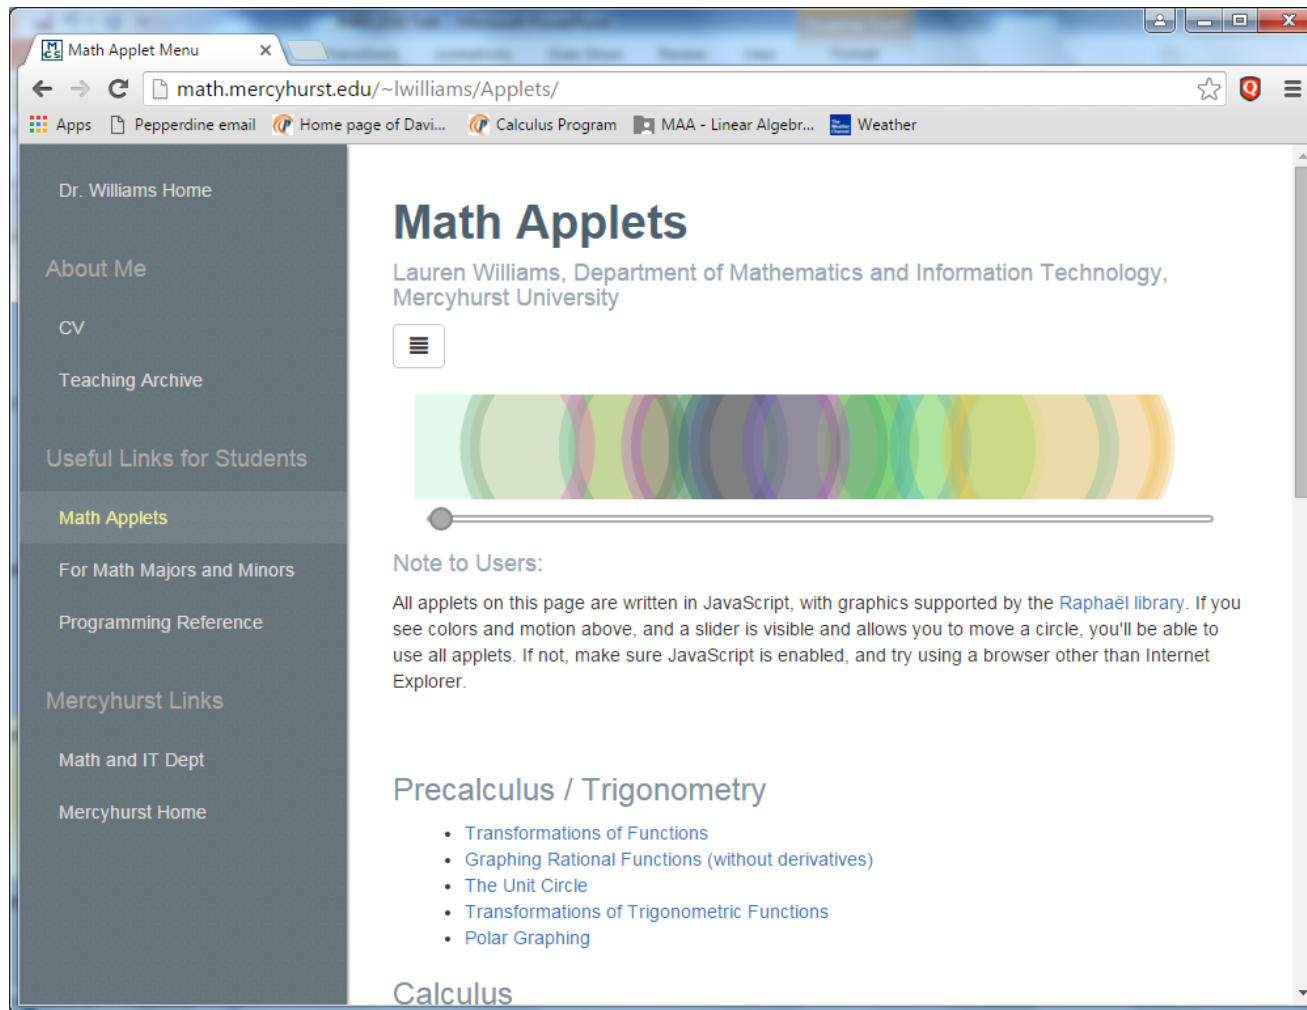 Math Applet Menu
math.mercyhurst.edu/~lwilliams/Applets/
Apps Pepperdine email Home page of Davi... Calculus Program MAA - Linear Algebr... Weather
Dr. Williams Home
About Me
CV
Teaching Archive
Useful Links for Students
Math Applets
For Math Majors and Minors
Programming Reference
Mercyhurst Links
Math and IT Dept
Mercyhurst Home
Math Applets
Lauren Williams, Department of Mathematics and Information Technology,
Mercyhurst University
Note to Users:
All applets on this page are written in JavaScript, with graphics supported by the Raphaël library. If you
see colors and motion above, and a slider is visible and allows you to move a circle, you'll be able to
use all applets. If not, make sure JavaScript is enabled, and try using a browser other than Internet
Explorer.
Precalculus / Trigonometry
• Transformations of Functions
• Graphing Rational Functions (without derivatives)
• The Unit Circle
• Transformations of Trigonometric Functions
• Polar Graphing
Calculus